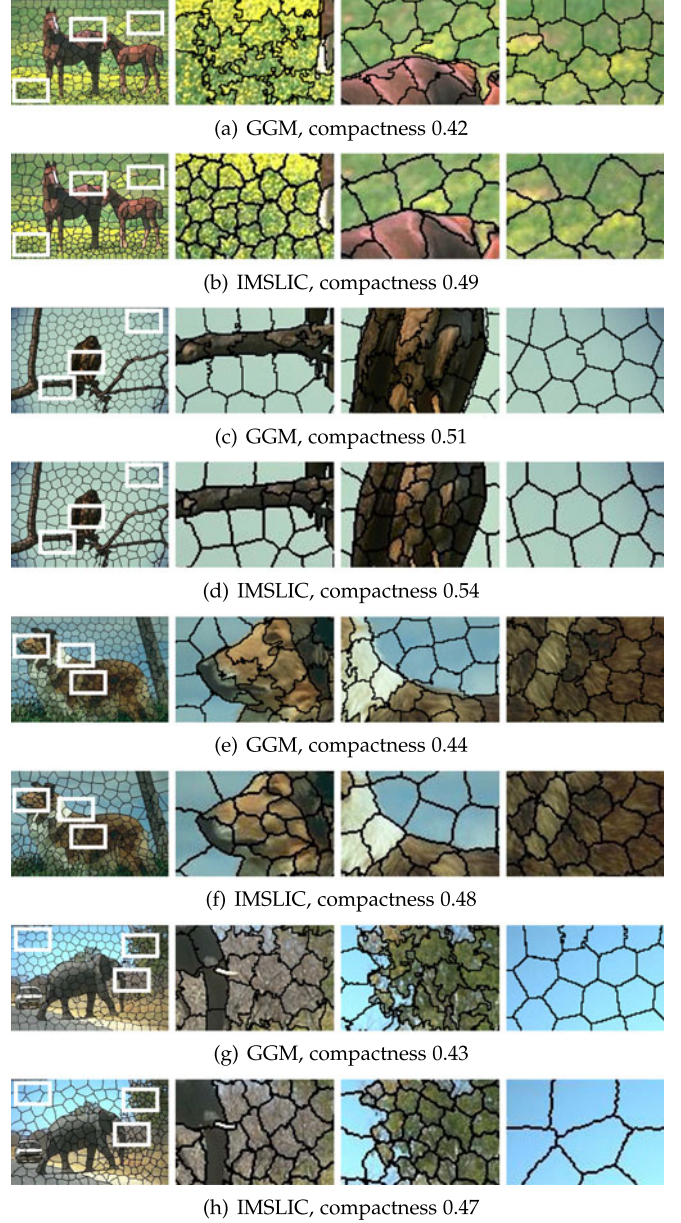 (a) GGM, compactness 0.42
(b) IMSLIC, compactness 0.49
(c) GGM, compactness 0.51
(d) IMSLIC, compactness 0.54
(e) GGM, compactness 0.44
(f) IMSLIC, compactness 0.48
(g) GGM, compactness 0.43
(h) IMSLIC, compactness 0.47